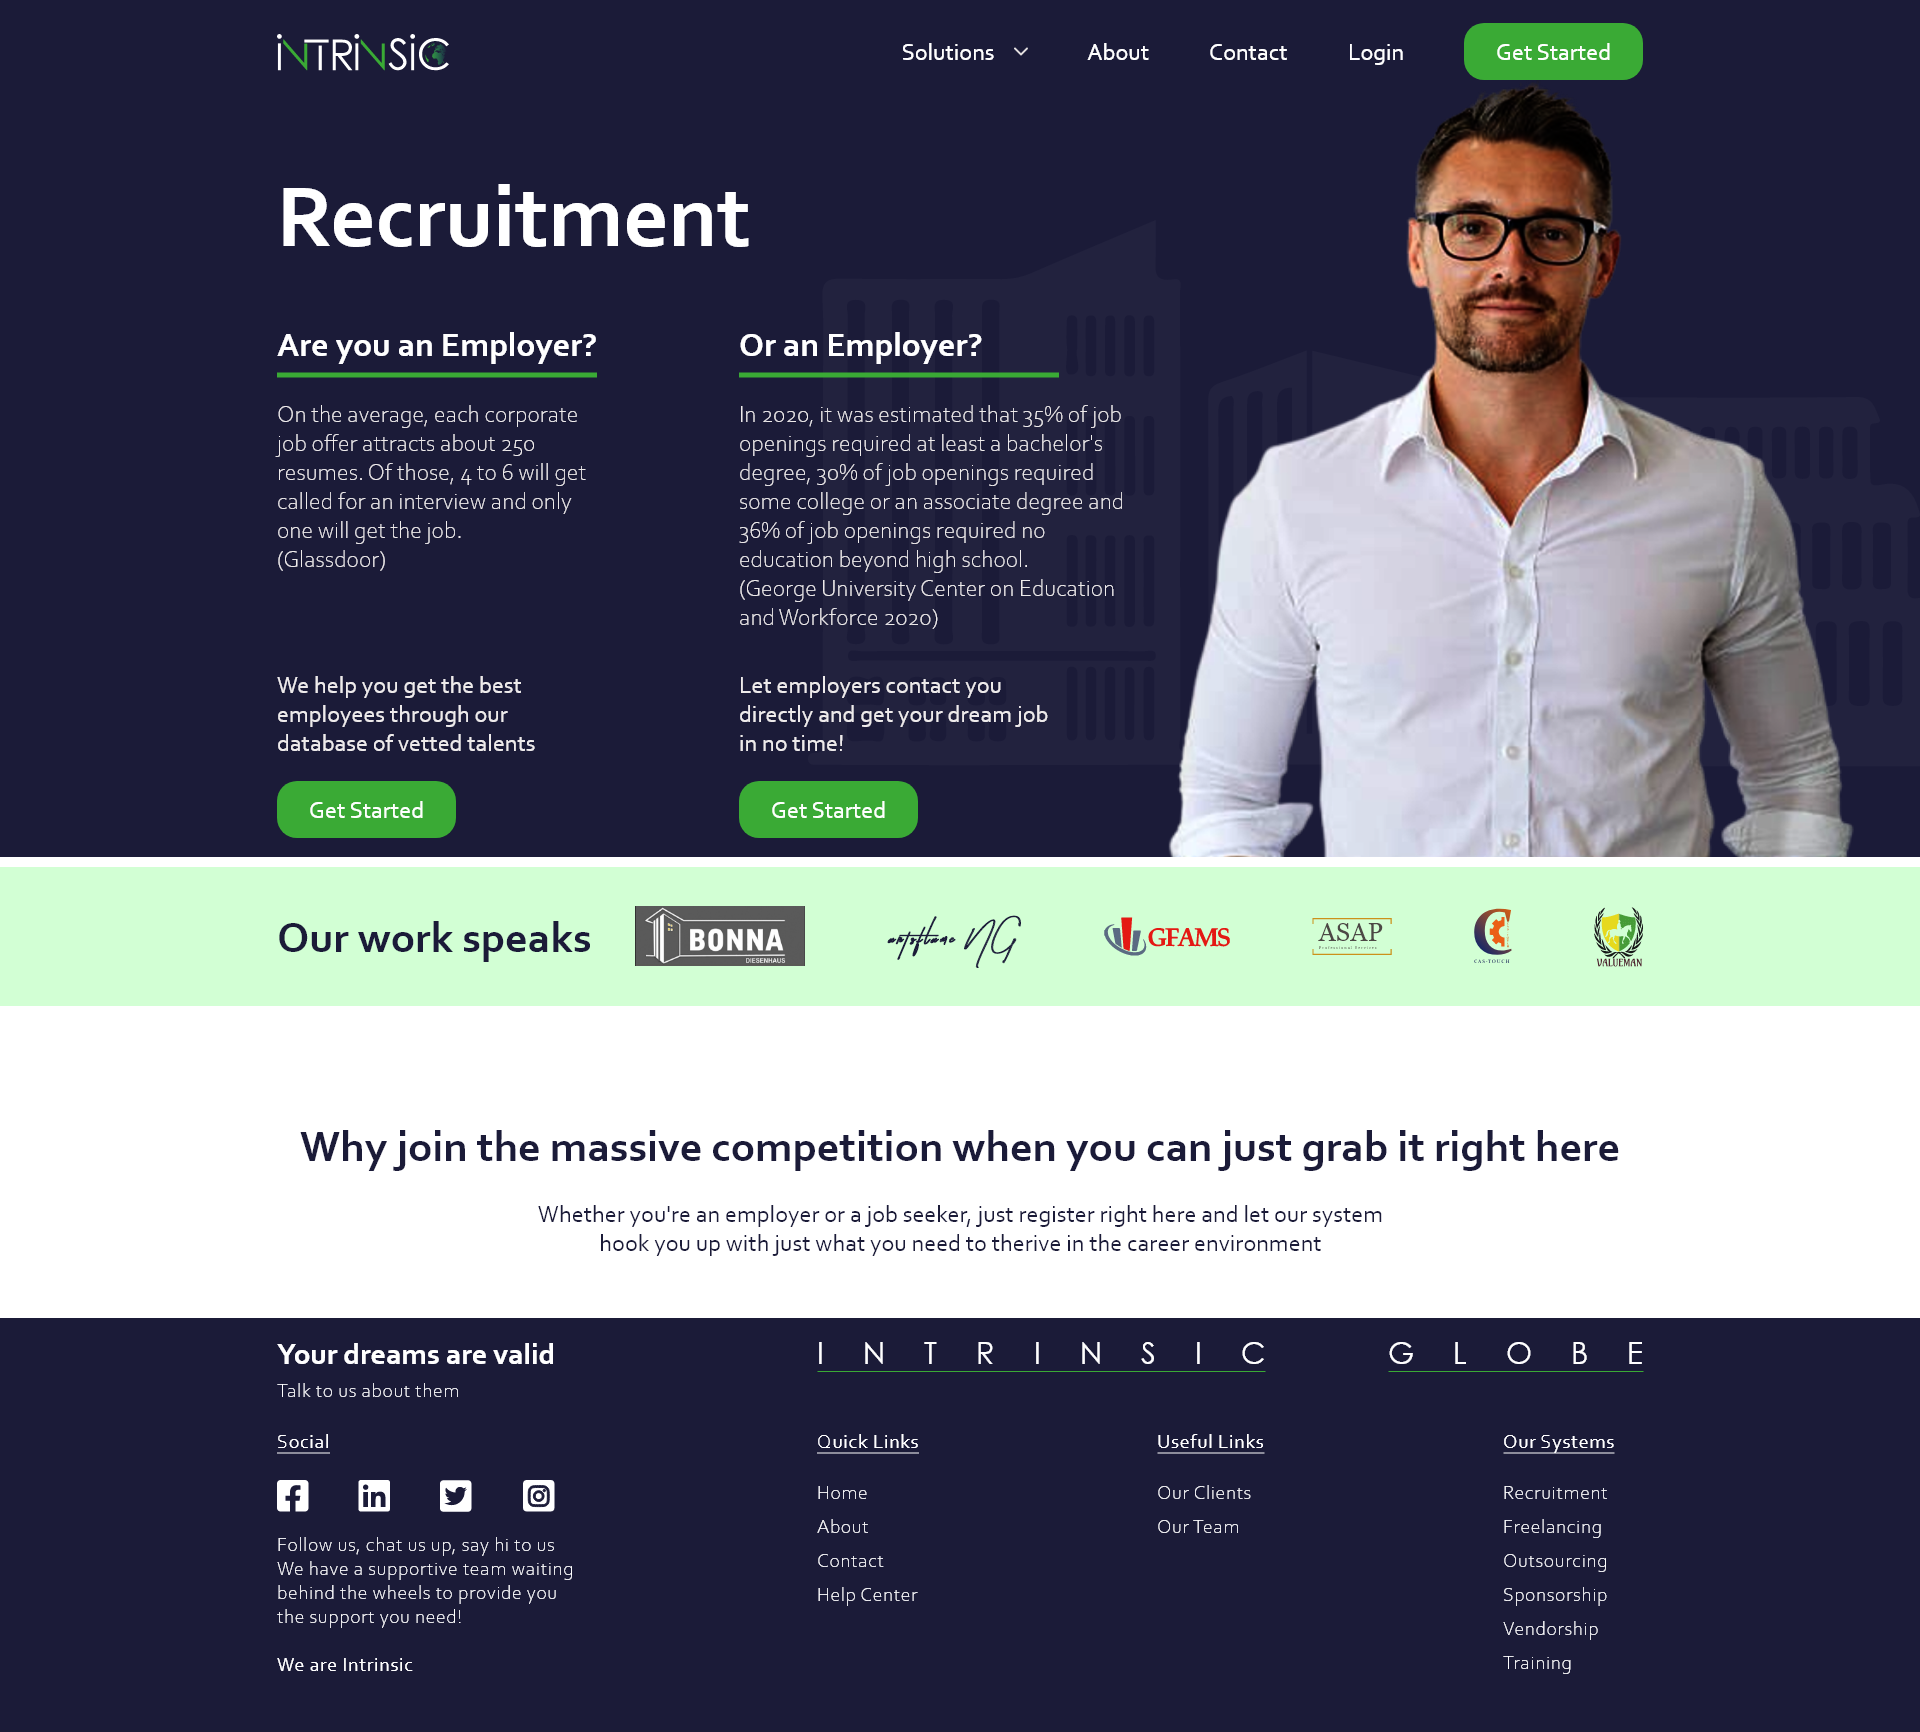 iNTRiNSiC
Solutions
About
Contact
Login
Get Started
Recruitment
Are you an Employer?
On the average, each corporate
job offer attracts about 250
resumes. Of those, 4 to 6 will get
called for an interview and only
one will get the job.
(Glassdoor)
We help you get the best
employees through our
database of vetted talents
Get Started
Or an Employer?
In 2020, it was estimated that 35% of job
openings required at least a bachelor's
degree, 30% of job openings required
some college or an associate degree and
36% of job openings required no
education beyond high school.
(George University Center on Education
and Workforce 2020)
Let employers contact you
directly and get your dream job
in no time!
Get Started
Our work speaks
BONNA
DIESENHAUS
artsflame NG
GFAMS
ASAP
Professional Services
CAS-TOUCH
VALUEMAN
Why join the massive competition when you can just grab it right here
Whether you're an employer or a job seeker, just register right here and let our system
hook you up with just what you need to therive in the career environment
Your dreams are valid
Talk to us about them
Social
Follow us, chat us up, say hi to us
We have a supportive team waiting
behind the wheels to provide you
the support you need!
We are Intrinsic
INTRINSIC GLOBE
Quick Links
Home
About
Contact
Help Center
Useful Links
Our Clients
Our Team
Our Systems
Recruitment
Freelancing
Outsourcing
Sponsorship
Vendorship
Training